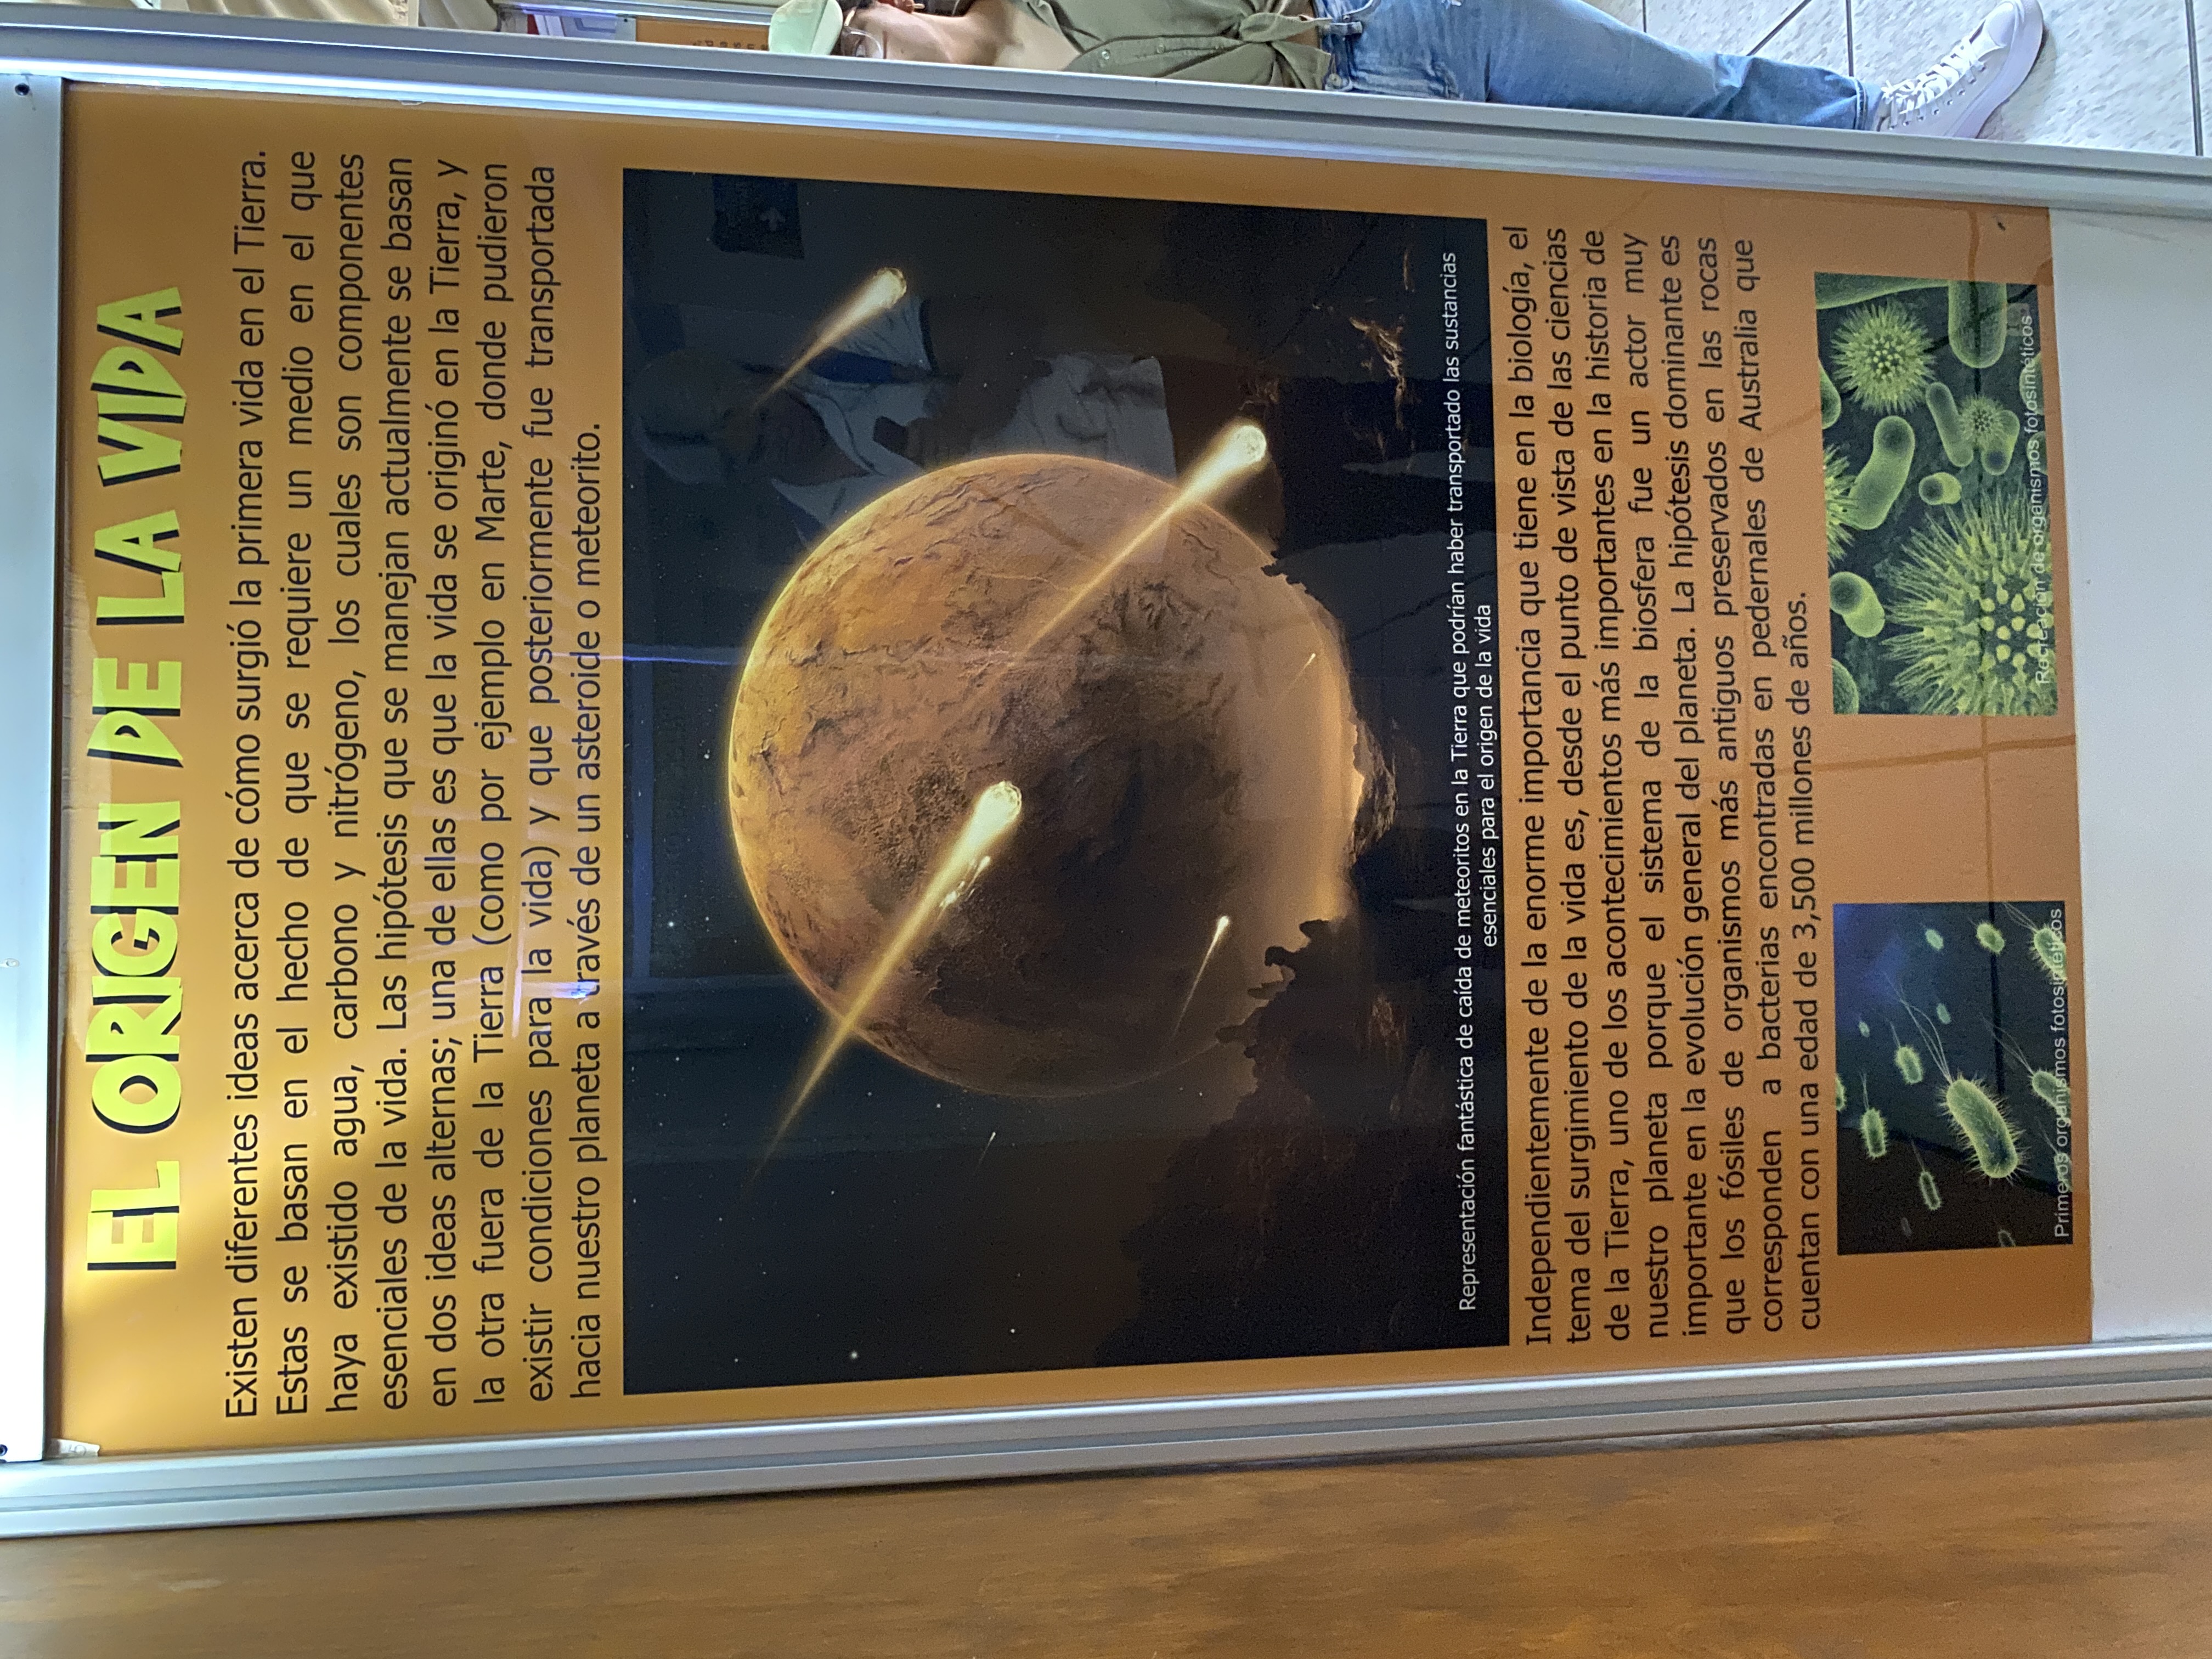 EL ORIGEN DE LA VIDA
Existen diferentes ideas acerca de cómo surgió la primera vida en el Tierra.
Estas se basan en el hecho de que se requiere un medio en el que
haya existido agua, carbono y nitrógeno, los cuales son componentes
esenciales de la vida. Las hipótesis que se manejan actualmente se basan
en dos ideas alternas; una de ellas es que la vida se originó en la Tierra, y
la otra fuera de la Tierra (como por ejemplo en Marte, donde pudieron
existir condiciones para la vida) y que posteriormente fue transportada
hacia nuestro planeta a través de un asteroide o meteorito.
Representación fantástica de caída de meteoritos en la Tierra que podrían haber transportado las sustancias
esenciales para el origen de la vida
Independientemente de la enorme importancia que tiene en la biología, el
tema del surgimiento de la vida es, desde el punto de vista de las ciencias
de la Tierra, uno de los acontecimientos más importantes en la historia de
nuestro planeta porque el sistema de la biosfera fue un actor muy
importante en la evolución general del planeta. La hipótesis dominante es
que los fósiles de organismos más antiguos preservados en las rocas
corresponden a bacterias encontradas en pedernales de Australia que
cuentan con una edad de 3,500 millones de años.
Primeros organismos fotosintéticos
Recreación de organismos fotosintéticos